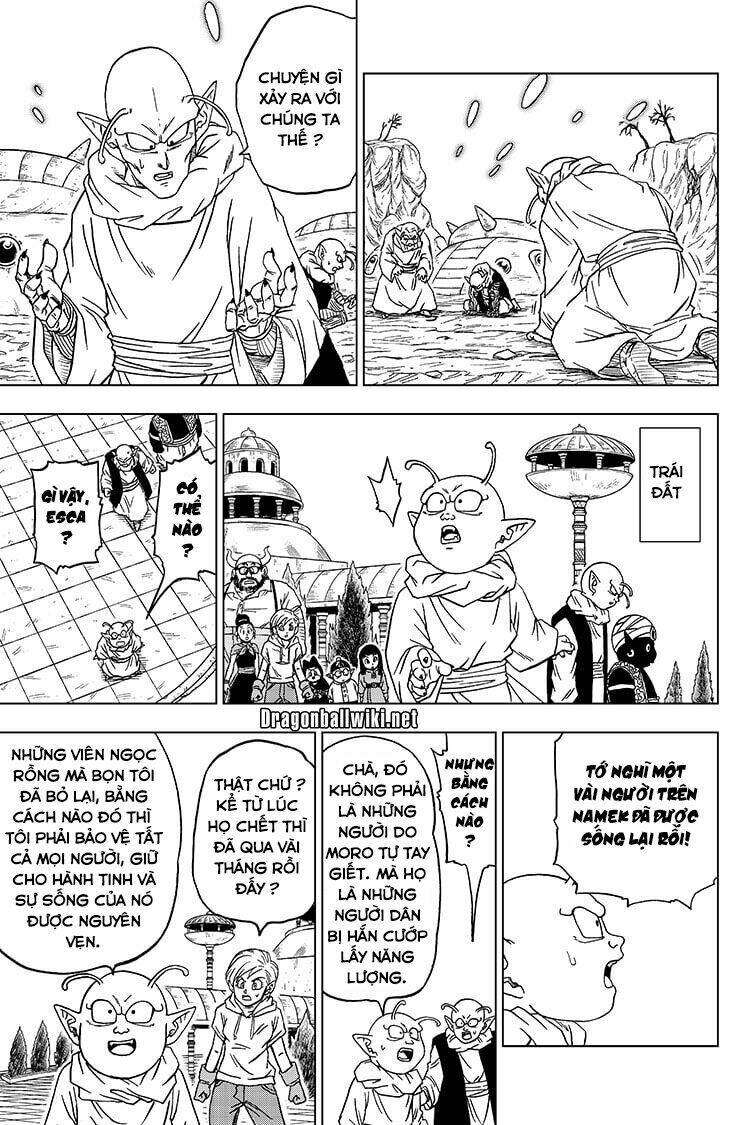 CHUYỆN GÌ
XẢY RA VỚI
CHÚNG TA
THẾ ?
TRÁI
ĐẤT
CÓ
THỂ
NÀO
?
GÌ VẬY,
ESCA
?
Dragonballwiki.net
TỚ NGHĨ MỘT
VÀI NGƯỜI TRÊN
NAMEK ĐÃ ĐƯỢC
SỐNG LẠI RỒI!
NHƯNG
BẰNG
CÁCH
NÀO
?
CHÀ, ĐÓ
KHÔNG PHẢI
LÀ NHỮNG
NGƯỜI DO
MORO TỰ TAY
GIẾT. MÀ HỌ
LÀ NHỮNG
NGƯỜI DÂN
BỊ HẮN CƯỚP
LẤY NĂNG
LƯỢNG.
THẬT CHỨ ?
KỂ TỪ LÚC
HỌ CHẾT THÌ
ĐÃ QUA VÀI
THÁNG RỒI
ĐẤY ?
NHỮNG VIÊN NGỌC
RỒNG MÀ BỌN TÔI
ĐÃ BỎ LẠI, BẰNG
CÁCH NÀO ĐÓ THÌ
TÔI PHẢI BẢO VỆ TẤT
CẢ MỌI NGƯỜI, GIỮ
CHO HÀNH TINH VÀ
SỰ SỐNG CỦA NÓ
ĐƯỢC NGUYÊN
VẸN.